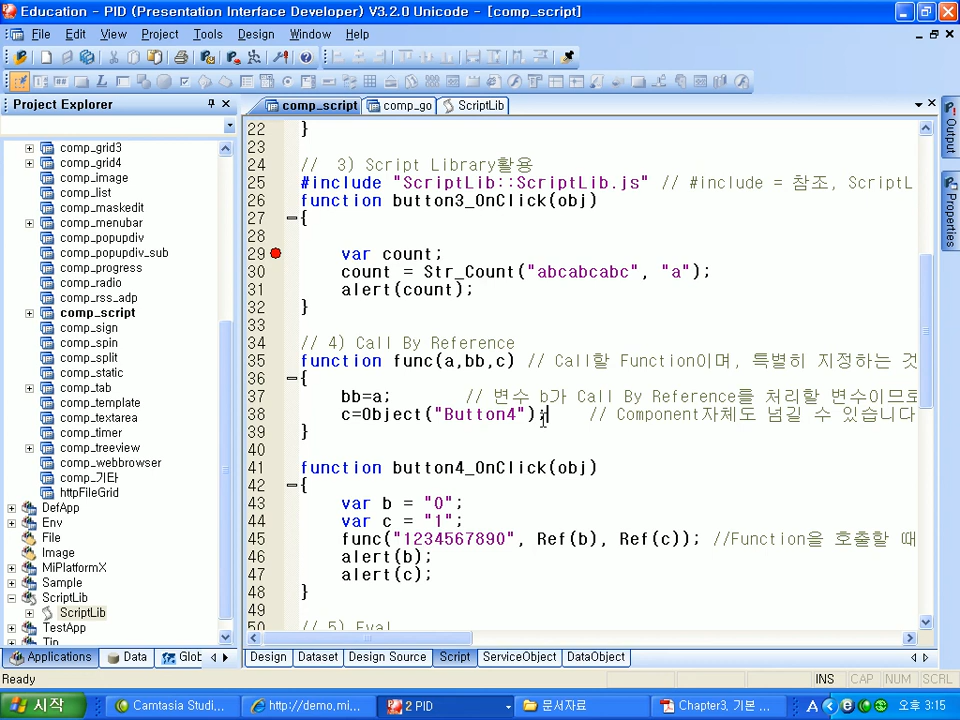 Education - PID (Presentation Interface Developer) V3.2.0 Unicode - [comp_script]
File Edit View Project Tools Design Window Help
Project Explorer
comp_script comp_go ScriptLib
comp_grid3
comp_grid4
comp_image
comp_list
comp_maskedit
comp_menubar
comp_popupdiv
comp_popupdiv_sub
comp_progress
comp_radio
comp_rss_adp
comp_script
comp_sign
comp_spin
comp_split
comp_static
comp_tab
comp_template
comp_textarea
comp_timer
comp_treeview
comp_webbrowser
comp_기타
httpFileGrid
DefApp
Env
File
Image
MiPlatformX
Sample
ScriptLib
ScriptLib
TestApp
Tip
Applications Data Glob
22 }
23
24 // 3) Script Library활용
25 #include "ScriptLib::ScriptLib.js" // #include = 참조, ScriptL
26 function button3_OnClick(obj)
27 {
28
29 var count;
30 count = Str_Count("abcabcabc", "a");
31 alert(count);
32 }
33
34 // 4) Call By Reference
35 function func(a,bb,c) // Call할 Function이며, 특별히 지정하는 것
36 {
37 bb=a; // 변수 b가 Call By Reference를 처리할 변수이므로
38 c=Object("Button4"); // Component자체도 넘길 수 있습니다
39 }
40
41 function button4_OnClick(obj)
42 {
43 var b = "0";
44 var c = "1";
45 func("1234567890", Ref(b), Ref(c)); //Function을 호출할 때
46 alert(b);
47 alert(c);
48 }
49
50 // 5) Eval
Design Dataset Design Source Script ServiceObject DataObject
Output
Properties
Ready INS CAP NUM SCRL
시작 Camtasia Studi... http://demo,mi... 2 PID 문서자료 Chapter3, 기본 ... A 오후 3:15